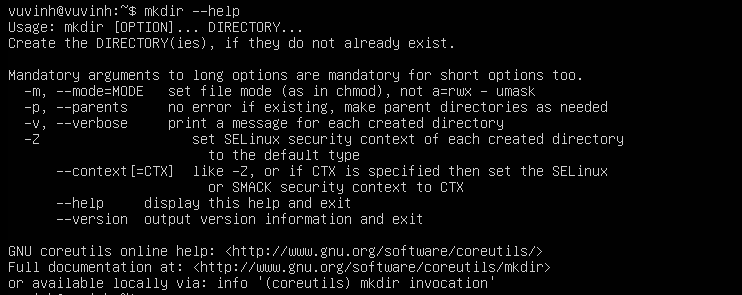 vuvinh@vuvinh:~$ mkdir --help
Usage: mkdir [OPTION]... DIRECTORY...
Create the DIRECTORY(ies), if they do not already exist.

Mandatory arguments to long options are mandatory for short options too.
  -m, --mode=MODE   set file mode (as in chmod), not a=rwx - umask
  -p, --parents     no error if existing, make parent directories as needed
  -v, --verbose     print a message for each created directory
  -Z                   set SELinux security context of each created directory
                         to the default type
      --context[=CTX]  like -Z, or if CTX is specified then set the SELinux
                         or SMACK security context to CTX
      --help     display this help and exit
      --version  output version information and exit

GNU coreutils online help: <http://www.gnu.org/software/coreutils/>
Full documentation at: <http://www.gnu.org/software/coreutils/mkdir>
or available locally via: info '(coreutils) mkdir invocation'